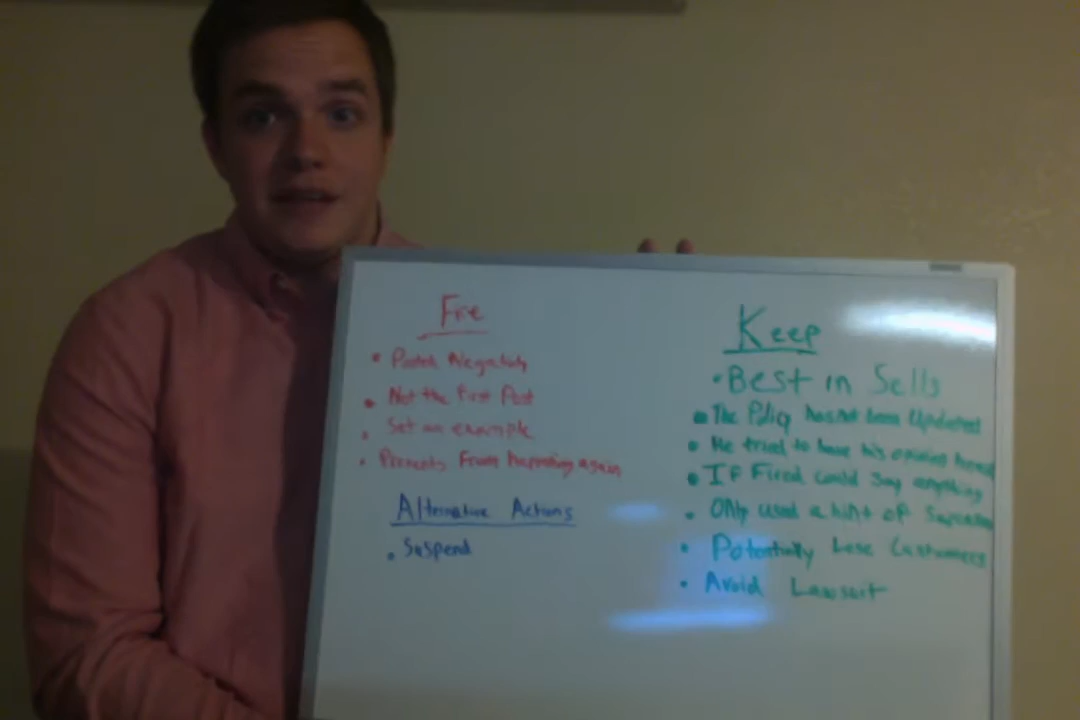 Fire
• Posted Negativly
• Not the First Post
• Set an example
• Prevents From happening again
Alternative Actions
• Suspend
Keep
• Best in Sells
• The Policy has not been Updated
• He tried to have his opinion heard
• If Fired could Say anything
• Only used a hint of Sarcasm
• Potentially Lose Customers
• Avoid Lawsuit